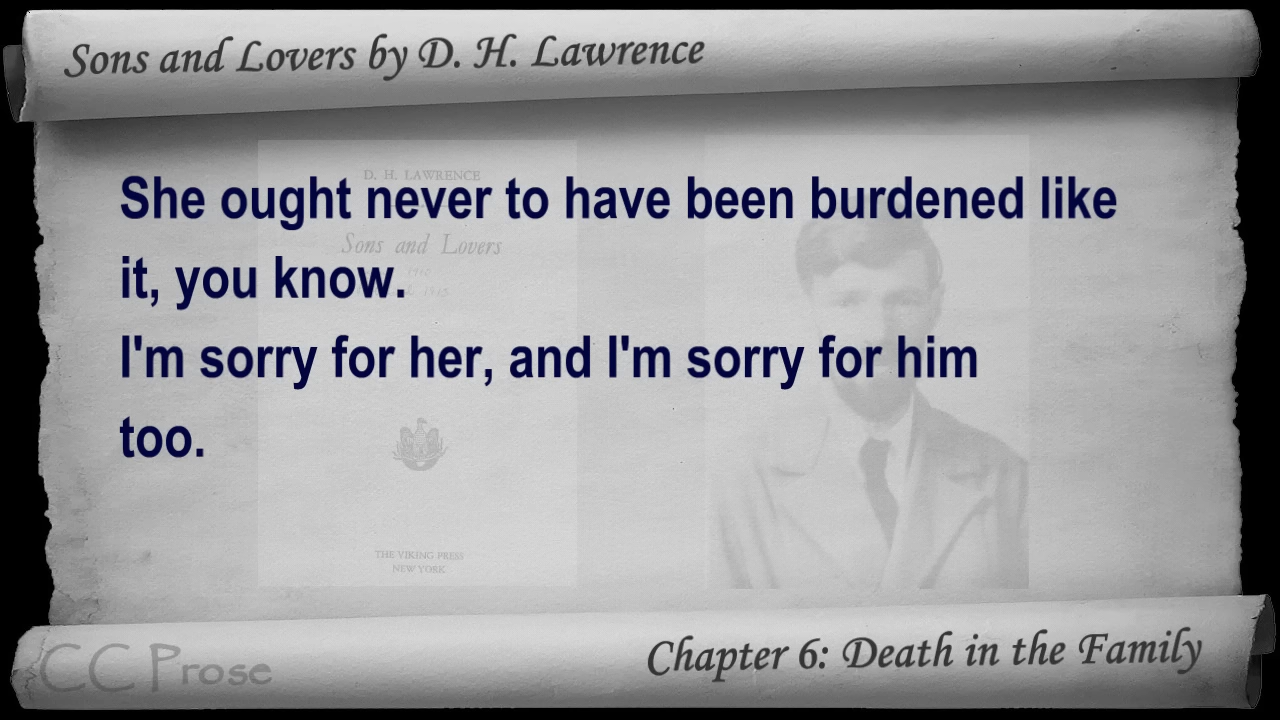 Sons and Lovers by D. H. Lawrence
D. H. LAWRENCE
She ought never to have been burdened like
Sons and Lovers
it, you know.
I'm sorry for her, and I'm sorry for him
too.
THE VIKING PRESS
NEW YORK
Chapter 6: Death in the Family
CC Prose